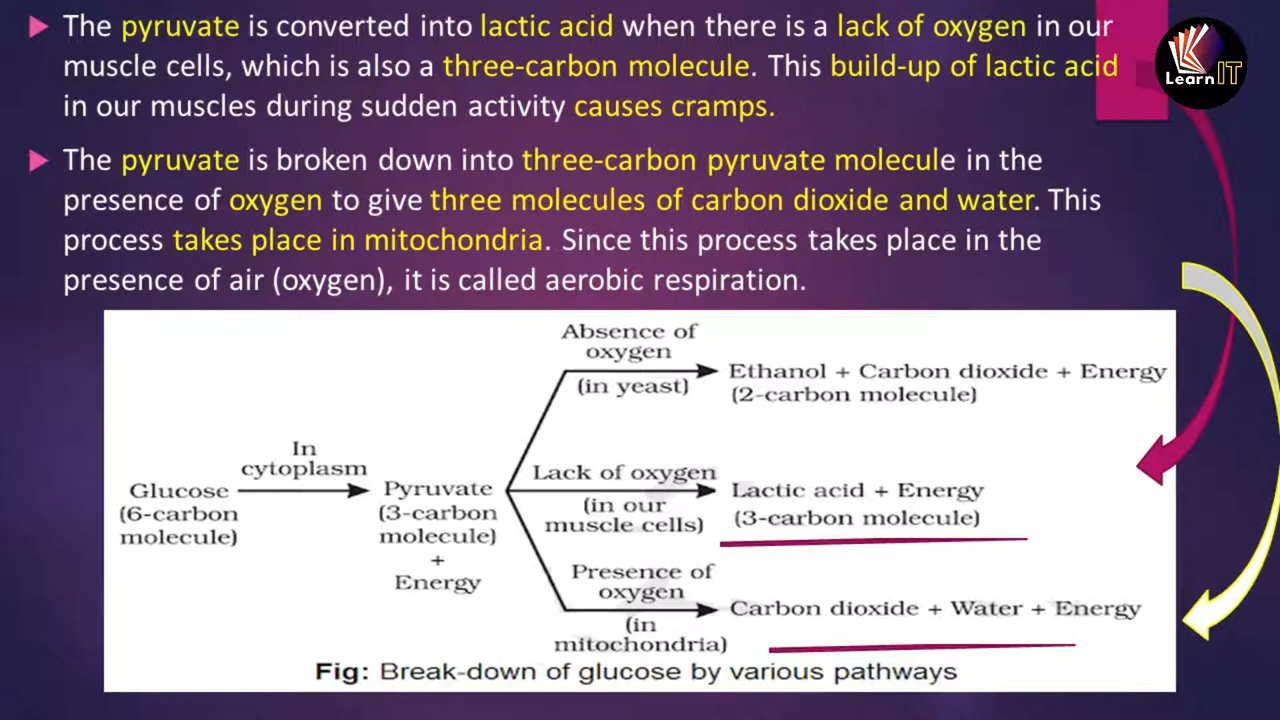 The pyruvate is converted into lactic acid when there is a lack of oxygen in our
muscle cells, which is also a three-carbon molecule. This build-up of lactic acid
in our muscles during sudden activity causes cramps.
Learn IT
The pyruvate is broken down into three-carbon pyruvate molecule in the
presence of oxygen to give three molecules of carbon dioxide and water. This
process takes place in mitochondria. Since this process takes place in the
presence of air (oxygen), it is called aerobic respiration.
Absence of
oxygen
(in yeast)
Ethanol + Carbon dioxide + Energy
(2-carbon molecule)
In
cytoplasm
Glucose
(6-carbon
molecule)
Pyruvate
(3-carbon
molecule)
+
Energy
Lack of oxygen
(in our
muscle cells)
Lactic acid + Energy
(3-carbon molecule)
Presence of
oxygen
(in
mitochondria)
Carbon dioxide + Water + Energy
Fig: Break-down of glucose by various pathways